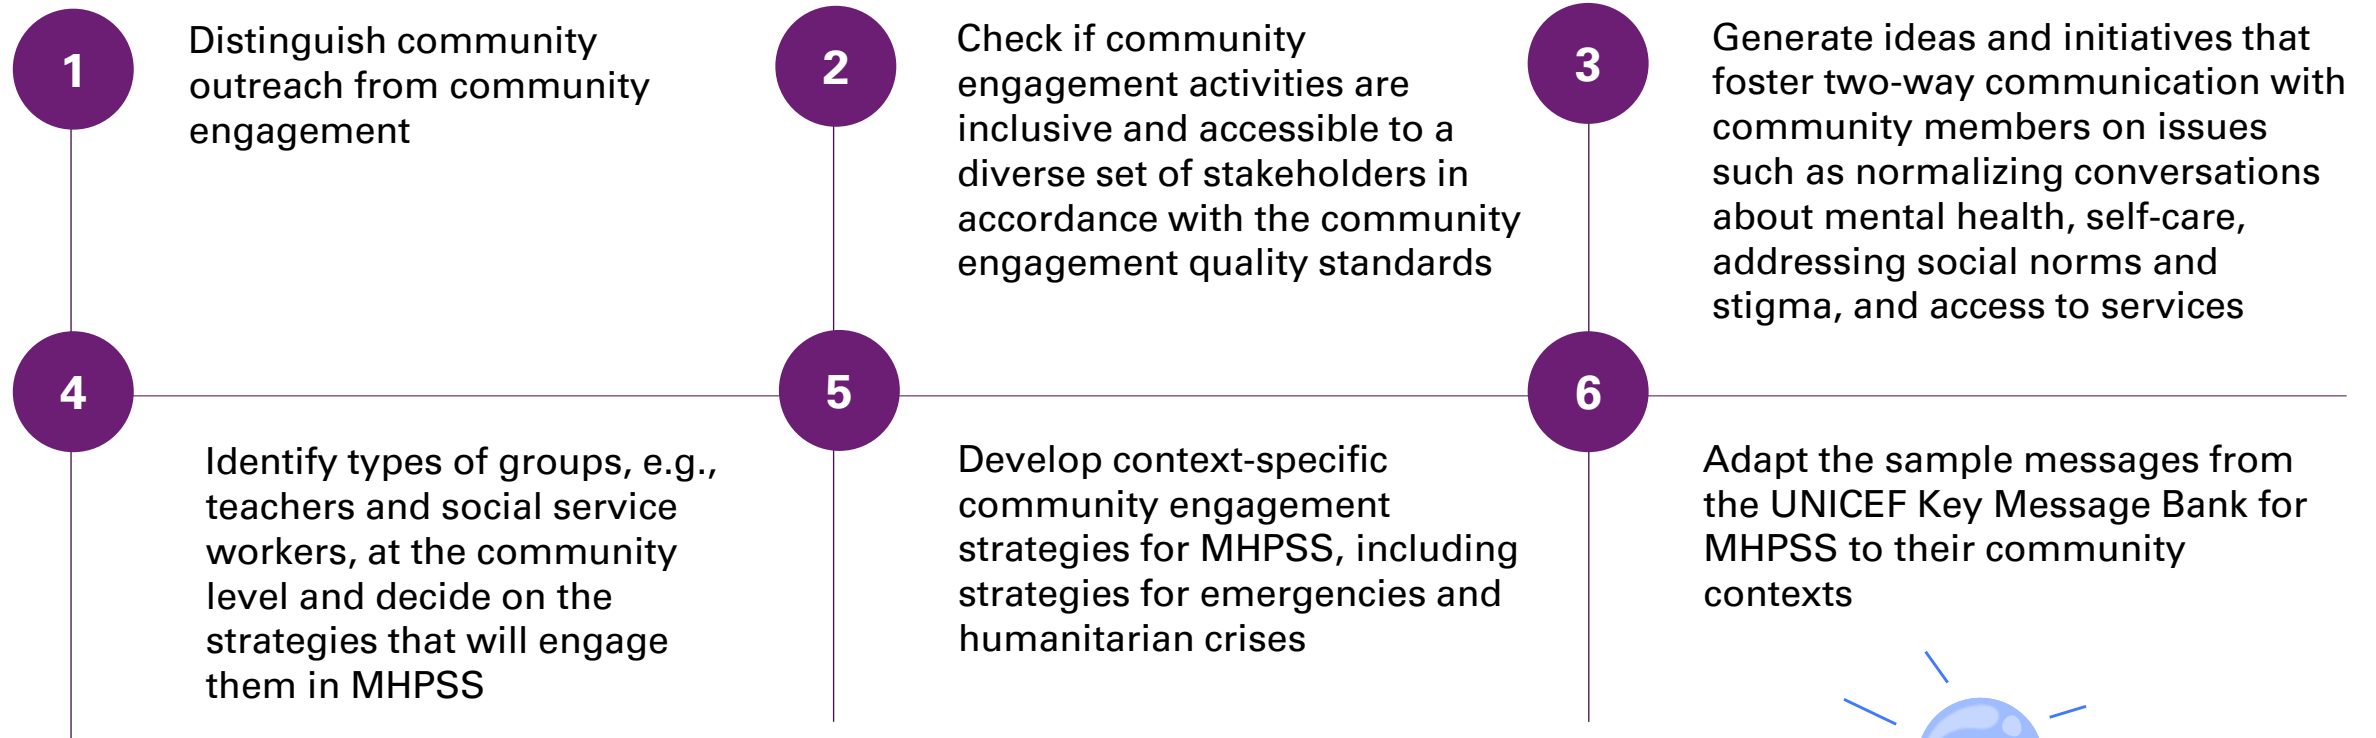 1
Distinguish community
outreach from community
engagement
2
Check if community
engagement activities are
inclusive and accessible to a
diverse set of stakeholders in
accordance with the community
engagement quality standards
3
Generate ideas and initiatives that
foster two-way communication with
community members on issues
such as normalizing conversations
about mental health, self-care,
addressing social norms and
stigma, and access to services
4
Identify types of groups, e.g.,
teachers and social service
workers, at the community
level and decide on the
strategies that will engage
them in MHPSS
5
Develop context-specific
community engagement
strategies for MHPSS, including
strategies for emergencies and
humanitarian crises
6
Adapt the sample messages from
the UNICEF Key Message Bank for
MHPSS to their community
contexts